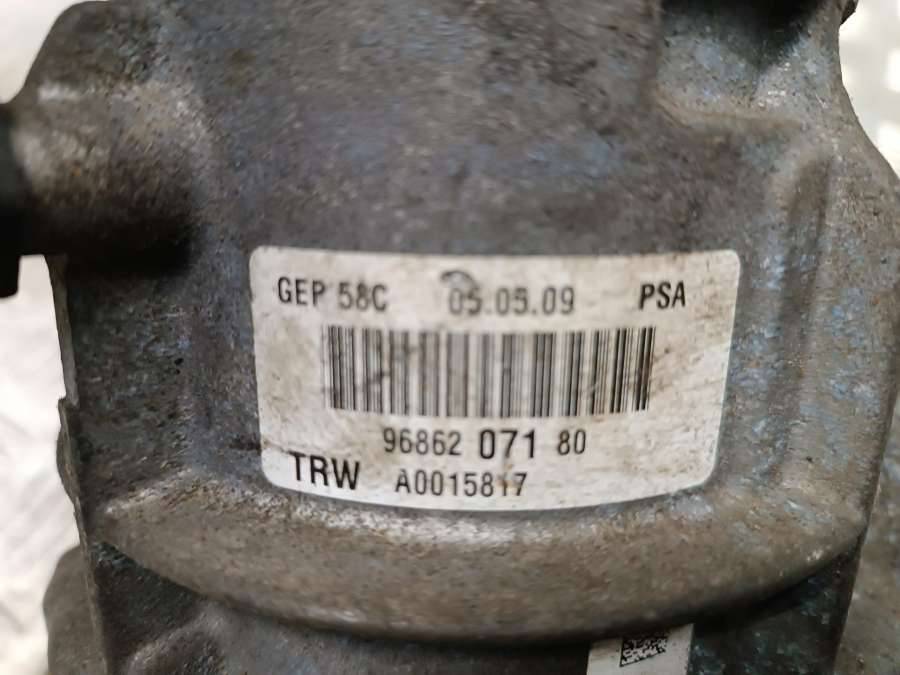 GEP 58C 05.05.09 PSA
96862 071 80
TRW A0015817